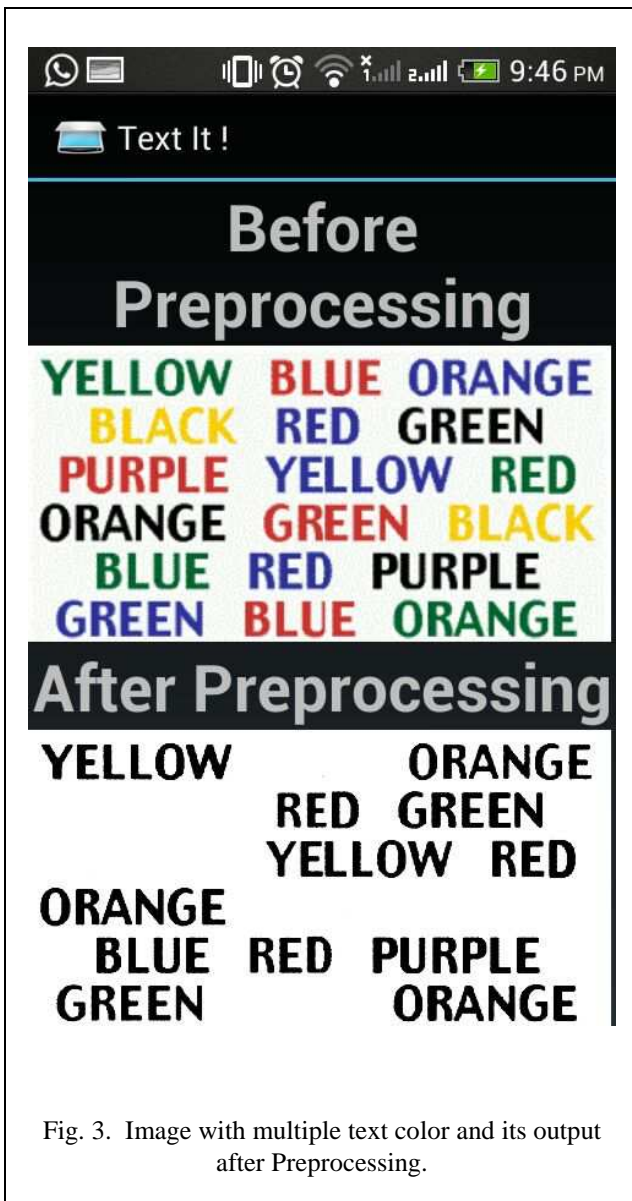 1 2 9:46 PM
Text It !
Before
Preprocessing
YELLOW BLUE ORANGE
BLACK RED GREEN
PURPLE YELLOW RED
ORANGE GREEN BLACK
BLUE RED PURPLE
GREEN BLUE ORANGE
After Preprocessing
YELLOW ORANGE
RED GREEN
YELLOW RED
ORANGE
BLUE RED PURPLE
GREEN ORANGE
Fig. 3. Image with multiple text color and its output
after Preprocessing.